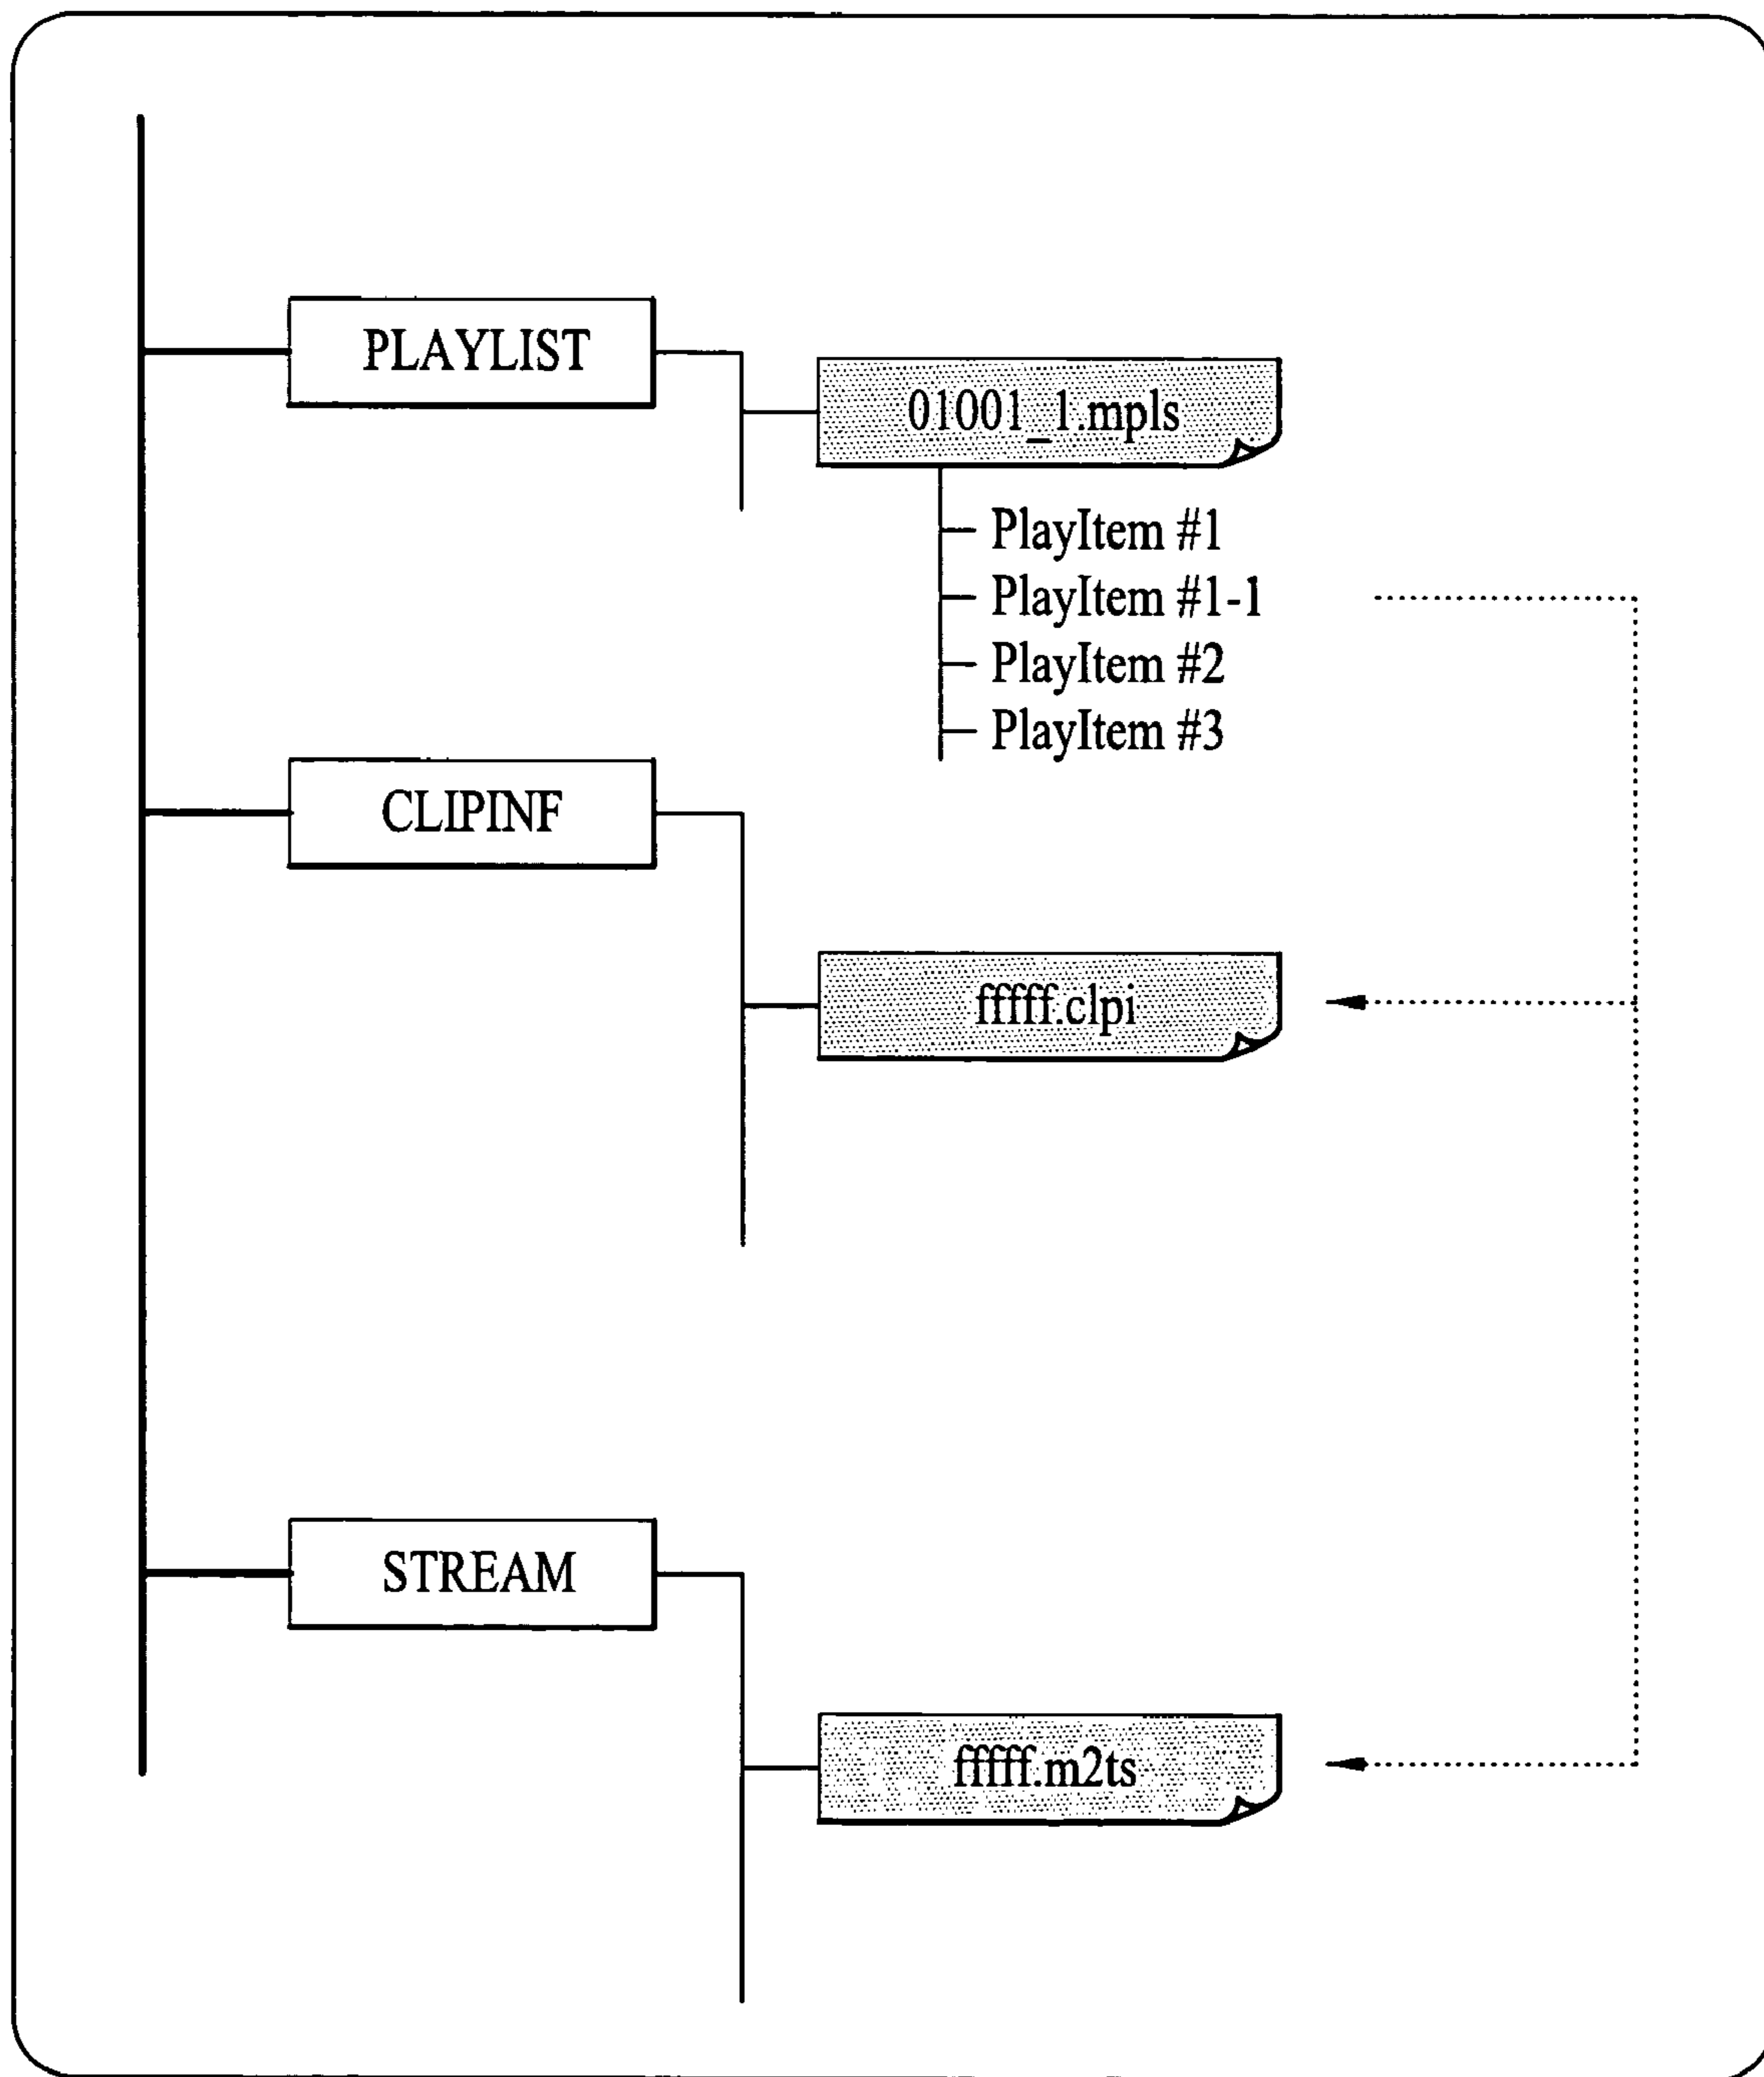 PLAYLIST
01001_1.mpls
PlayItem #1
PlayItem #1-1
PlayItem #2
PlayItem #3
CLIPINF
fffff.clpi
STREAM
fffff.m2ts